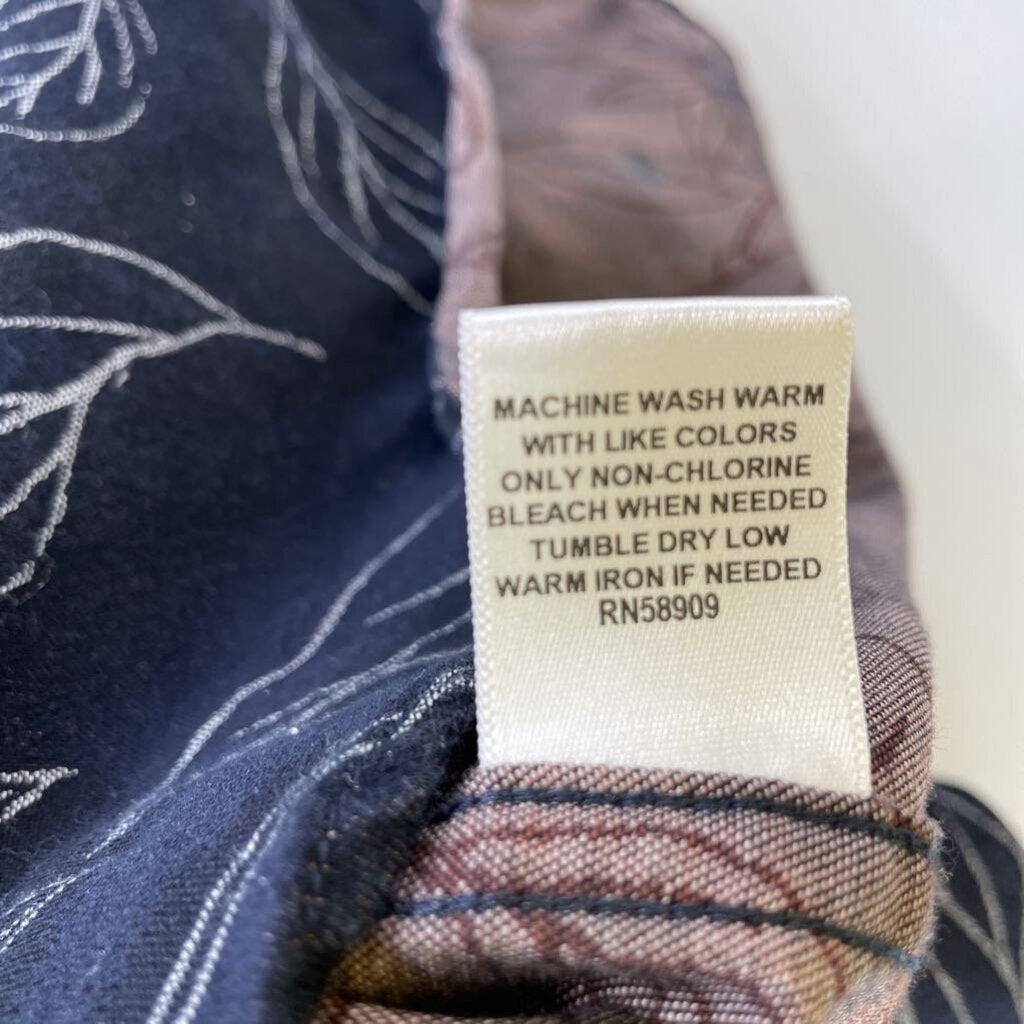 MACHINE WASH WARM
WITH LIKE COLORS
ONLY NON-CHLORINE
BLEACH WHEN NEEDED
TUMBLE DRY LOW
WARM IRON IF NEEDED
RN58909